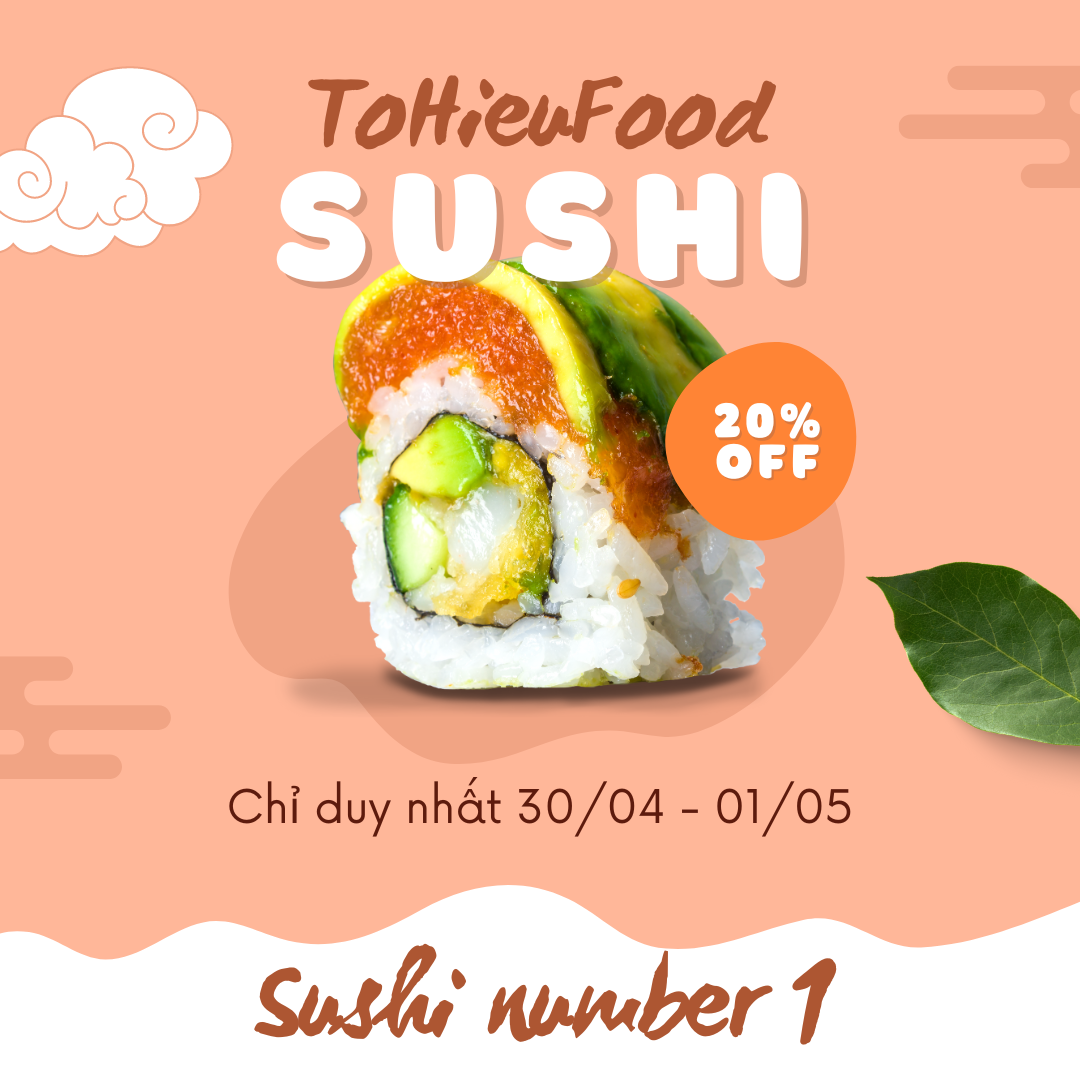 ToHieuFood
SUSHI
20%
OFF
Chỉ duy nhất 30/04 - 01/05
Sushi number 1